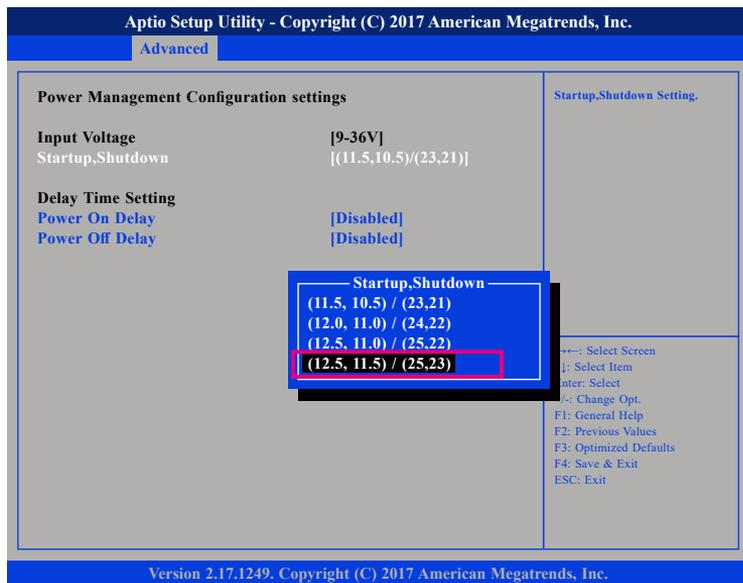 Aptio Setup Utility - Copyright (C) 2017 American Megatrends, Inc.
Advanced
Power Management Configuration settings
Input Voltage [9-36V]
Startup,Shutdown [(11.5,10.5)/(23,21)]
Delay Time Setting
Power On Delay [Disabled]
Power Off Delay [Disabled]
Startup,Shutdown
(11.5, 10.5) / (23,21)
(12.0, 11.0) / (24,22)
(12.5, 11.0) / (25,22)
(12.5, 11.5) / (25,23)
Startup,Shutdown Setting.
→←: Select Screen
↓: Select Item
nter: Select
/-: Change Opt.
F1: General Help
F2: Previous Values
F3: Optimized Defaults
F4: Save & Exit
ESC: Exit
Version 2.17.1249. Copyright (C) 2017 American Megatrends, Inc.